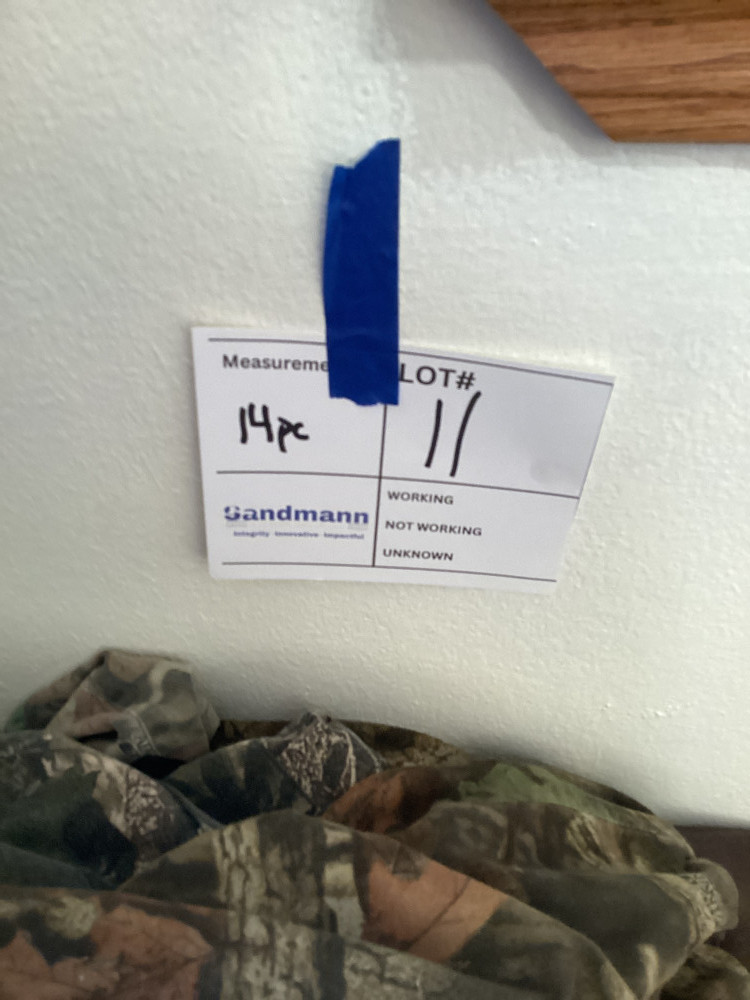 Measureme
LOT#
14pc
11
Sandmann
Integrity · Innovative · Impactful
WORKING
NOT WORKING
UNKNOWN